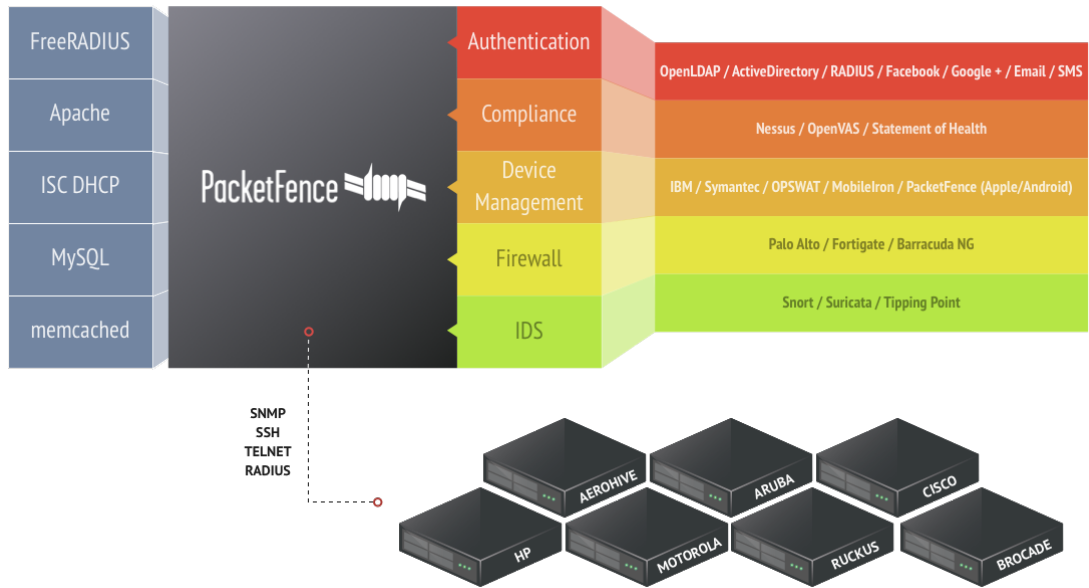 FreeRADIUS
Apache
ISC DHCP
MySQL
memcached
PacketFence
Authentication
Compliance
Device
Management
Firewall
IDS
OpenLDAP / ActiveDirectory / RADIUS / Facebook / Google + / Email / SMS
Nessus / OpenVAS / Statement of Health
IBM / Symantec / OPSWAT / MobileIron / PacketFence (Apple/Android)
Palo Alto / Fortigate / Barracuda NG
Snort / Suricata / Tipping Point
SNMP
SSH
TELNET
RADIUS
AEROHIVE
ARUBA
CISCO
HP
MOTOROLA
RUCKUS
BROCADE